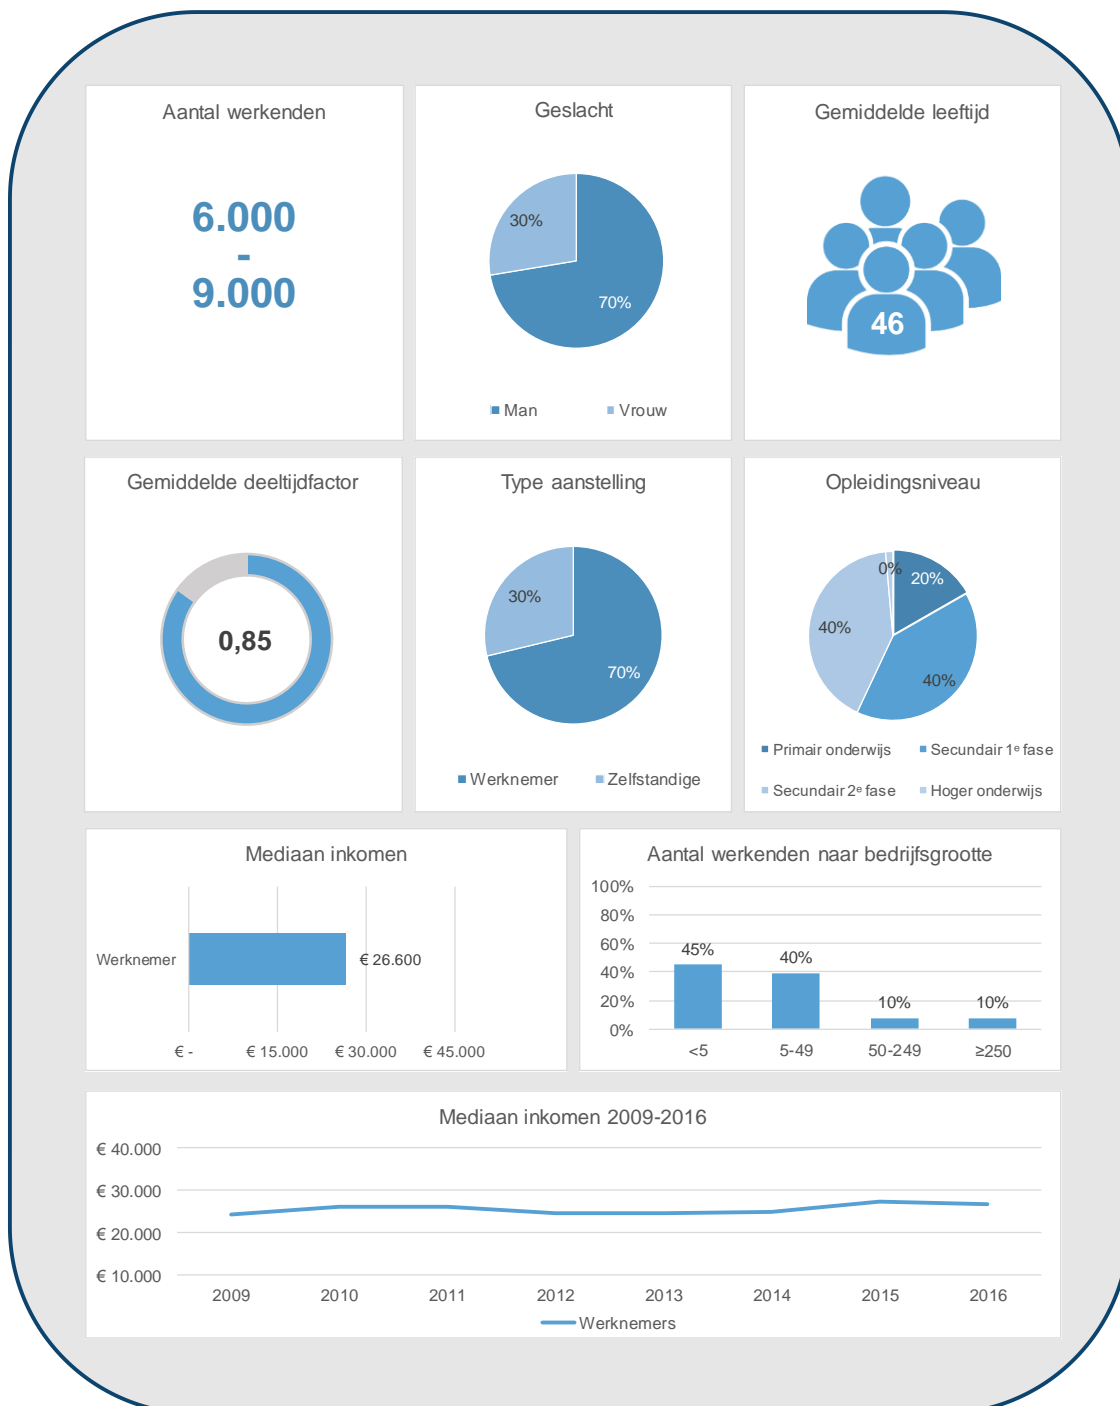 Aantal werkenden
6.000
-
9.000
Geslacht
30%
70%
Man Vrouw
Gemiddelde leeftijd
46
Gemiddelde deeltijdfactor
0,85
Type aanstelling
30%
70%
Werknemer Zelfstandige
Opleidingsniveau
0% 20%
40%
40%
Primair onderwijs Secundair 1e fase
Secundair 2e fase Hoger onderwijs
Mediaan inkomen
Werknemer € 26.600
€ - € 15.000 € 30.000 € 45.000
Aantal werkenden naar bedrijfsgrootte
100%
80%
60%
40%
20%
0%
45% 40% 10% 10%
<5 5-49 50-249 ≥250
Mediaan inkomen 2009-2016
€ 40.000
€ 30.000
€ 20.000
€ 10.000
2009 2010 2011 2012 2013 2014 2015 2016
Werknemers